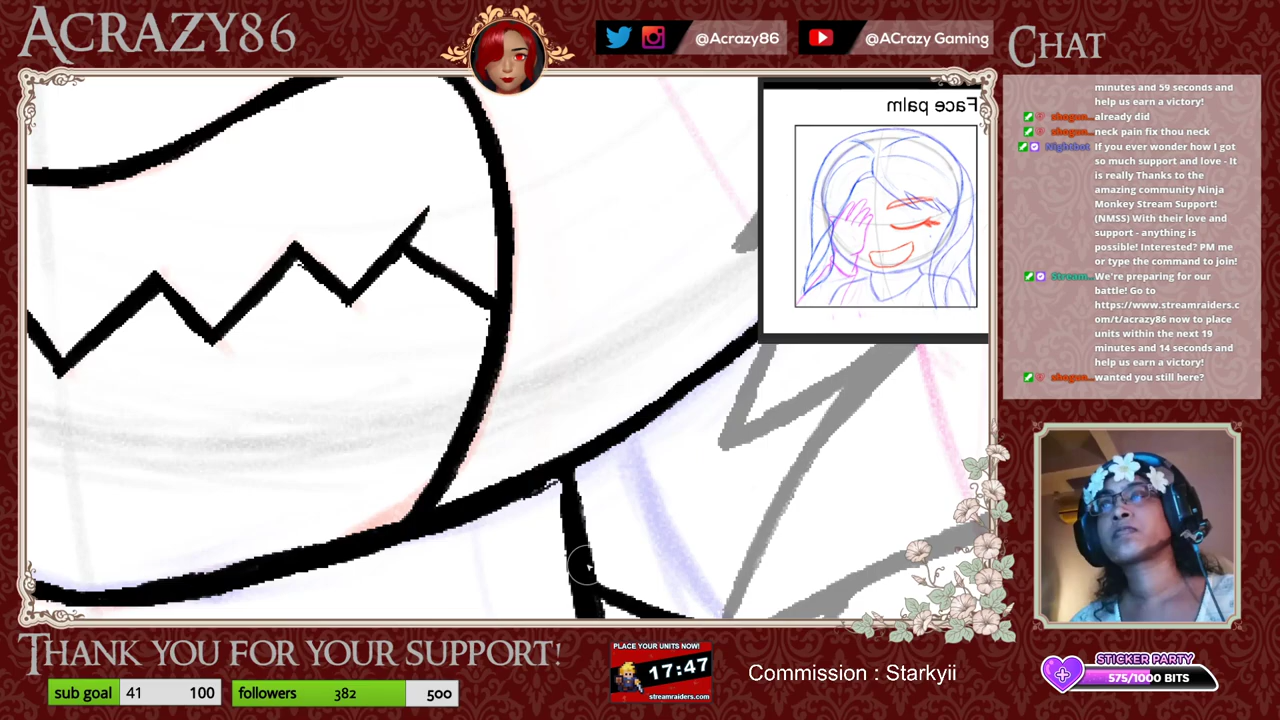 ACRAZY86
@Acrazy86
@ACrazy Gaming
CHAT
Face palm
minutes and 59 seconds and
help us earn a victory!
shogun... already did
shogun... neck pain fix thou neck
Nightbot If you ever wonder how I got
so much support and love - It
is really Thanks to the
amazing community Ninja
Monkey Stream Support!
(NMSS) With their love and
support - anything is
possible! Interested? PM me
or type the command to join!
Stream... We're preparing for our
battle! Go to
https://www.streamraiders.c
om/t/acrazy86 now to place
units within the next 19
minutes and 14 seconds and
help us earn a victory!
shogun... wanted you still here?
THANK YOU FOR YOUR SUPPORT!
sub goal 41 100
followers 382 500
PLACE YOUR UNITS NOW!
17:47
streamraiders.com
Commission : Starkyii
STICKER PARTY
575/1000 BITS